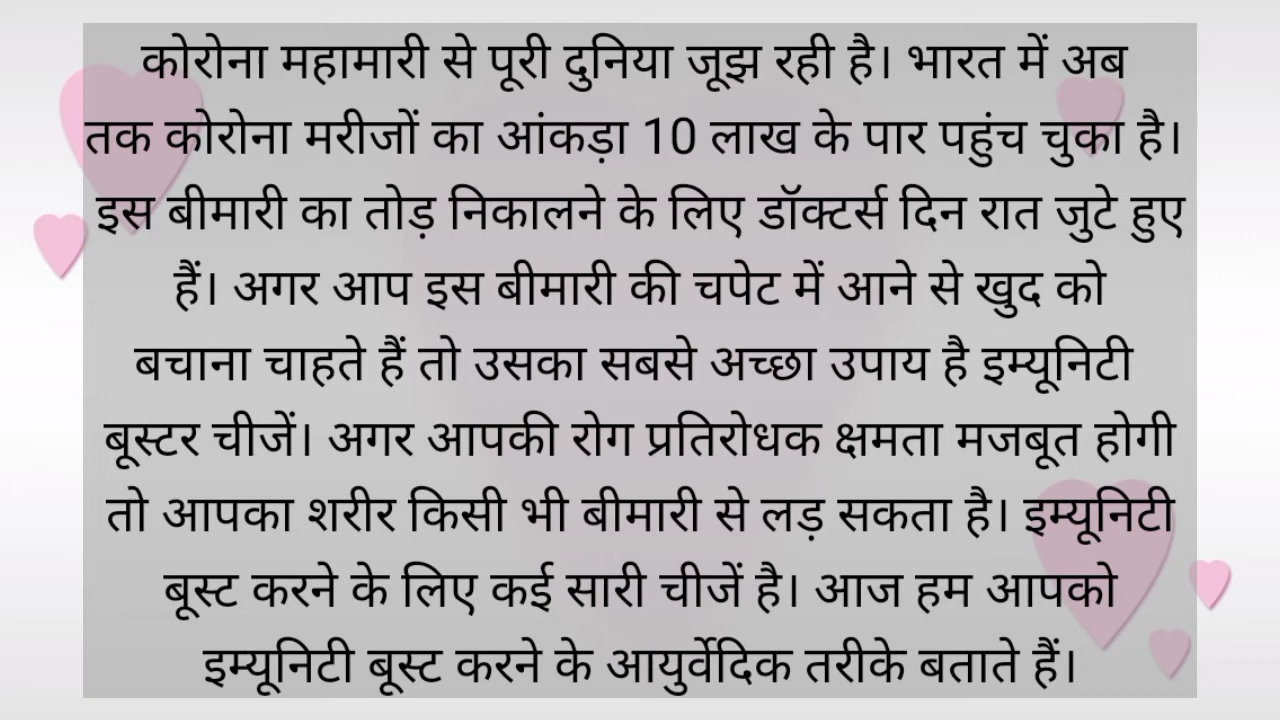 कोरोना महामारी से पूरी दुनिया जूझ रही है। भारत में अब
तक कोरोना मरीजों का आंकड़ा 10 लाख के पार पहुंच चुका है।
इस बीमारी का तोड़ निकालने के लिए डॉक्टर्स दिन रात जुटे हुए
हैं। अगर आप इस बीमारी की चपेट में आने से खुद को
बचाना चाहते हैं तो उसका सबसे अच्छा उपाय है इम्यूनिटी
बूस्टर चीजें। अगर आपकी रोग प्रतिरोधक क्षमता मजबूत होगी
तो आपका शरीर किसी भी बीमारी से लड़ सकता है। इम्यूनिटी
बूस्ट करने के लिए कई सारी चीजें है। आज हम आपको
इम्यूनिटी बूस्ट करने के आयुर्वेदिक तरीके बताते हैं।